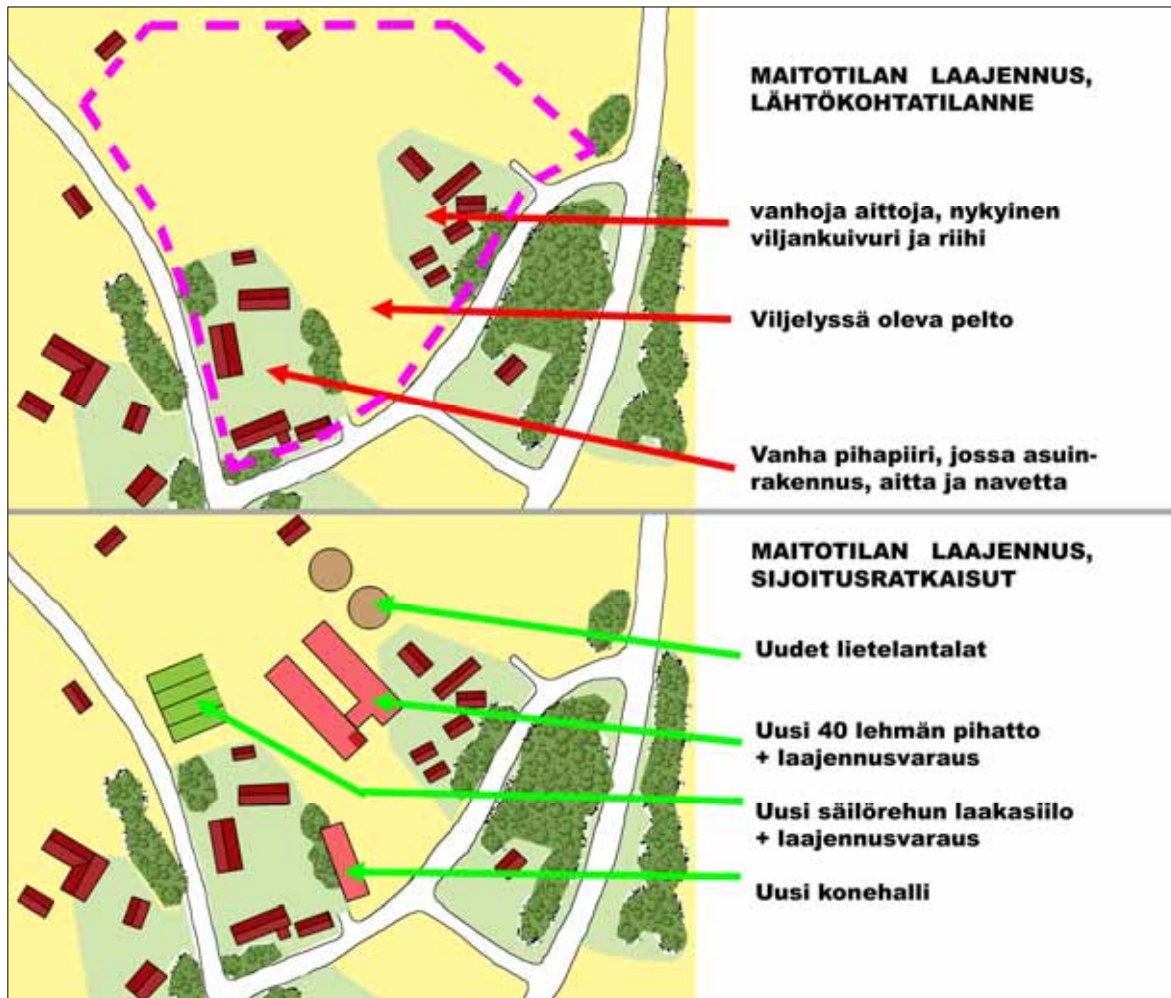 MAITOTILAN LAAJENNUS,
LÄHTÖKOHTATILANNE
vanhoja aittoja, nykyinen
viljankuivuri ja riihi
Viljelyssä oleva pelto
Vanha pihapiiri, jossa asuin-
rakennus, aitta ja navetta
MAITOTILAN LAAJENNUS,
SIJOITUSRATKAISUT
Uudet lietelantalat
Uusi 40 lehmän pihatto
+ laajennusvaraus
Uusi säilörehun laakasiilo
+ laajennusvaraus
Uusi konehalli